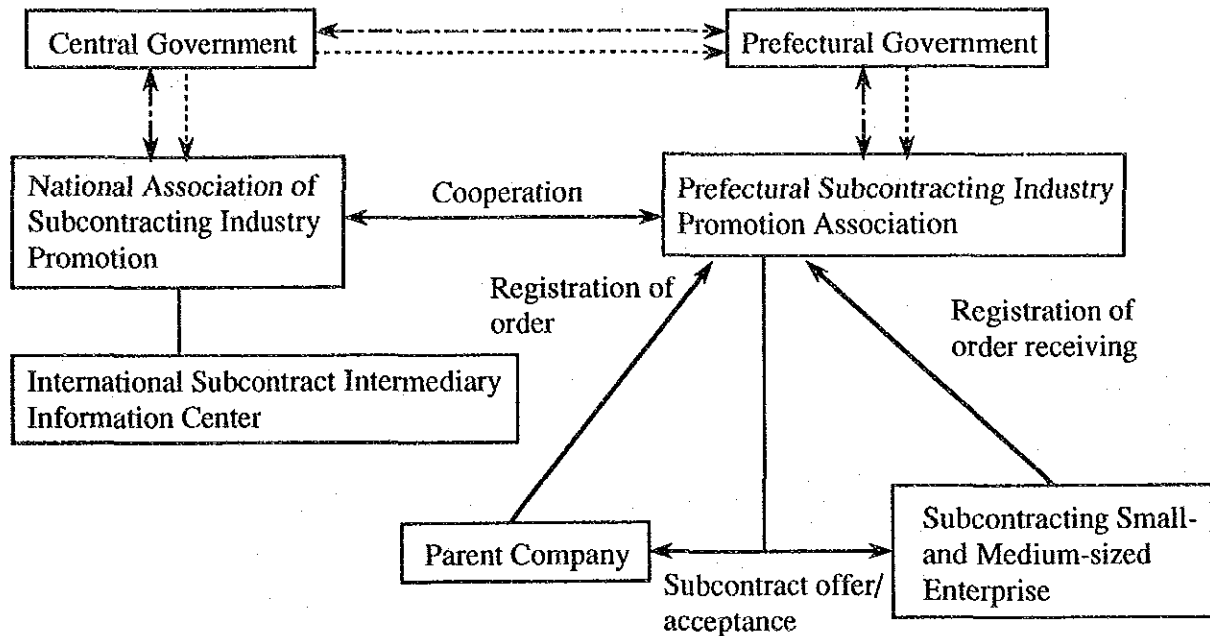 Central Government
Prefectural Government
National Association of
Subcontracting Industry
Promotion
Cooperation
Prefectural Subcontracting Industry
Promotion Association
Registration of
order
Registration of
order receiving
International Subcontract Intermediary
Information Center
Parent Company
Subcontract offer/
acceptance
Subcontracting Small-
and Medium-sized
Enterprise